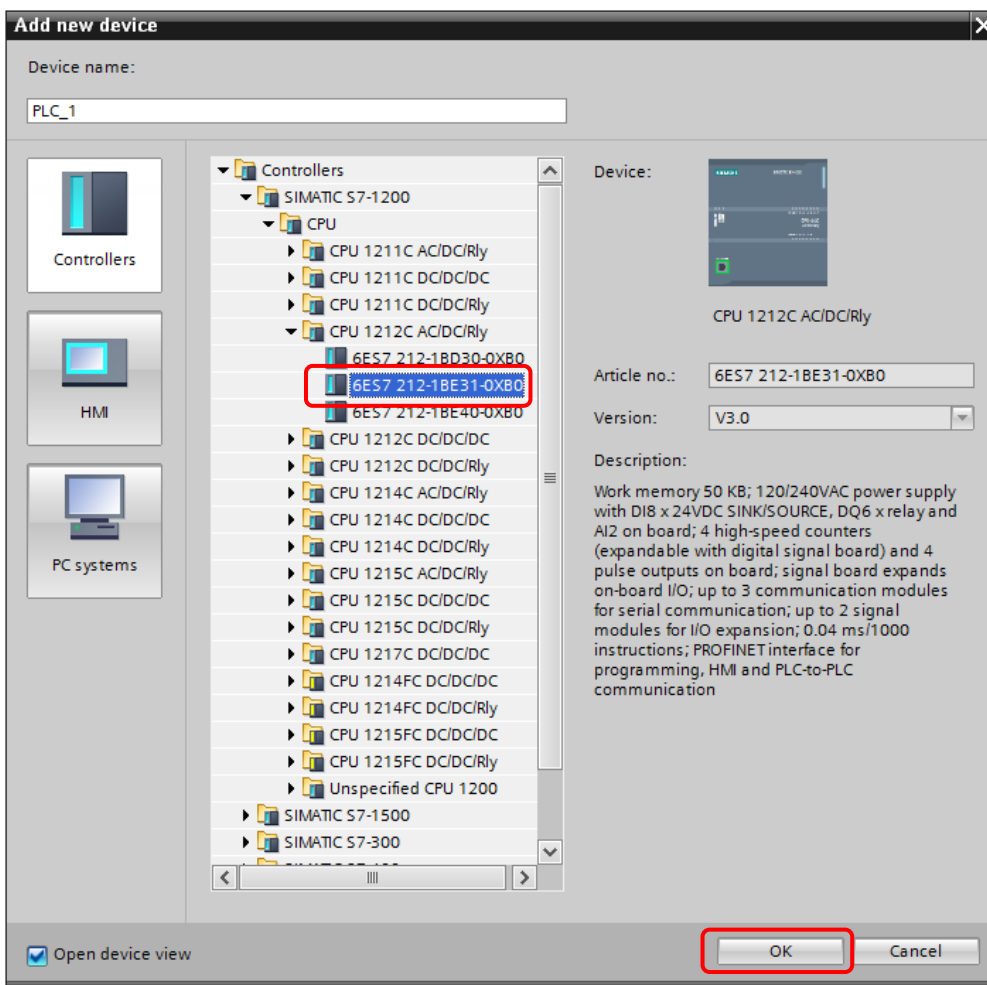 Add new device
Device name:
PLC_1
Controllers
HMI
PC systems
Controllers
SIMATIC S7-1200
CPU
CPU 1211C AC/DC/Rly
CPU 1211C DC/DC/DC
CPU 1211C DC/DC/Rly
CPU 1212C AC/DC/Rly
6ES7 212-1BD30-0XB0
6ES7 212-1BE31-0XB0
6ES7 212-1BE40-0XB0
CPU 1212C DC/DC/DC
CPU 1212C DC/DC/Rly
CPU 1214C AC/DC/Rly
CPU 1214C DC/DC/DC
CPU 1214C DC/DC/Rly
CPU 1215C AC/DC/Rly
CPU 1215C DC/DC/DC
CPU 1215C DC/DC/Rly
CPU 1217C DC/DC/DC
CPU 1214FC DC/DC/DC
CPU 1214FC DC/DC/Rly
CPU 1215FC DC/DC/DC
CPU 1215FC DC/DC/Rly
Unspecified CPU 1200
SIMATIC S7-1500
SIMATIC S7-300
Device:
CPU 1212C AC/DC/Rly
Article no.:
6ES7 212-1BE31-0XB0
Version:
V3.0
Description:
Work memory 50 KB; 120/240VAC power supply
with DI8 x 24VDC SINK/SOURCE, DQ6 x relay and
AI2 on board; 4 high-speed counters
(expandable with digital signal board) and 4
pulse outputs on board; signal board expands
on-board I/O; up to 3 communication modules
for serial communication; up to 2 signal
modules for I/O expansion; 0.04 ms/1000
instructions; PROFINET interface for
programming, HMI and PLC-to-PLC
communication
Open device view
OK
Cancel